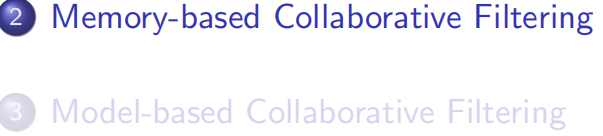 2 Memory-based Collaborative Filtering
3 Model-based Collaborative Filtering